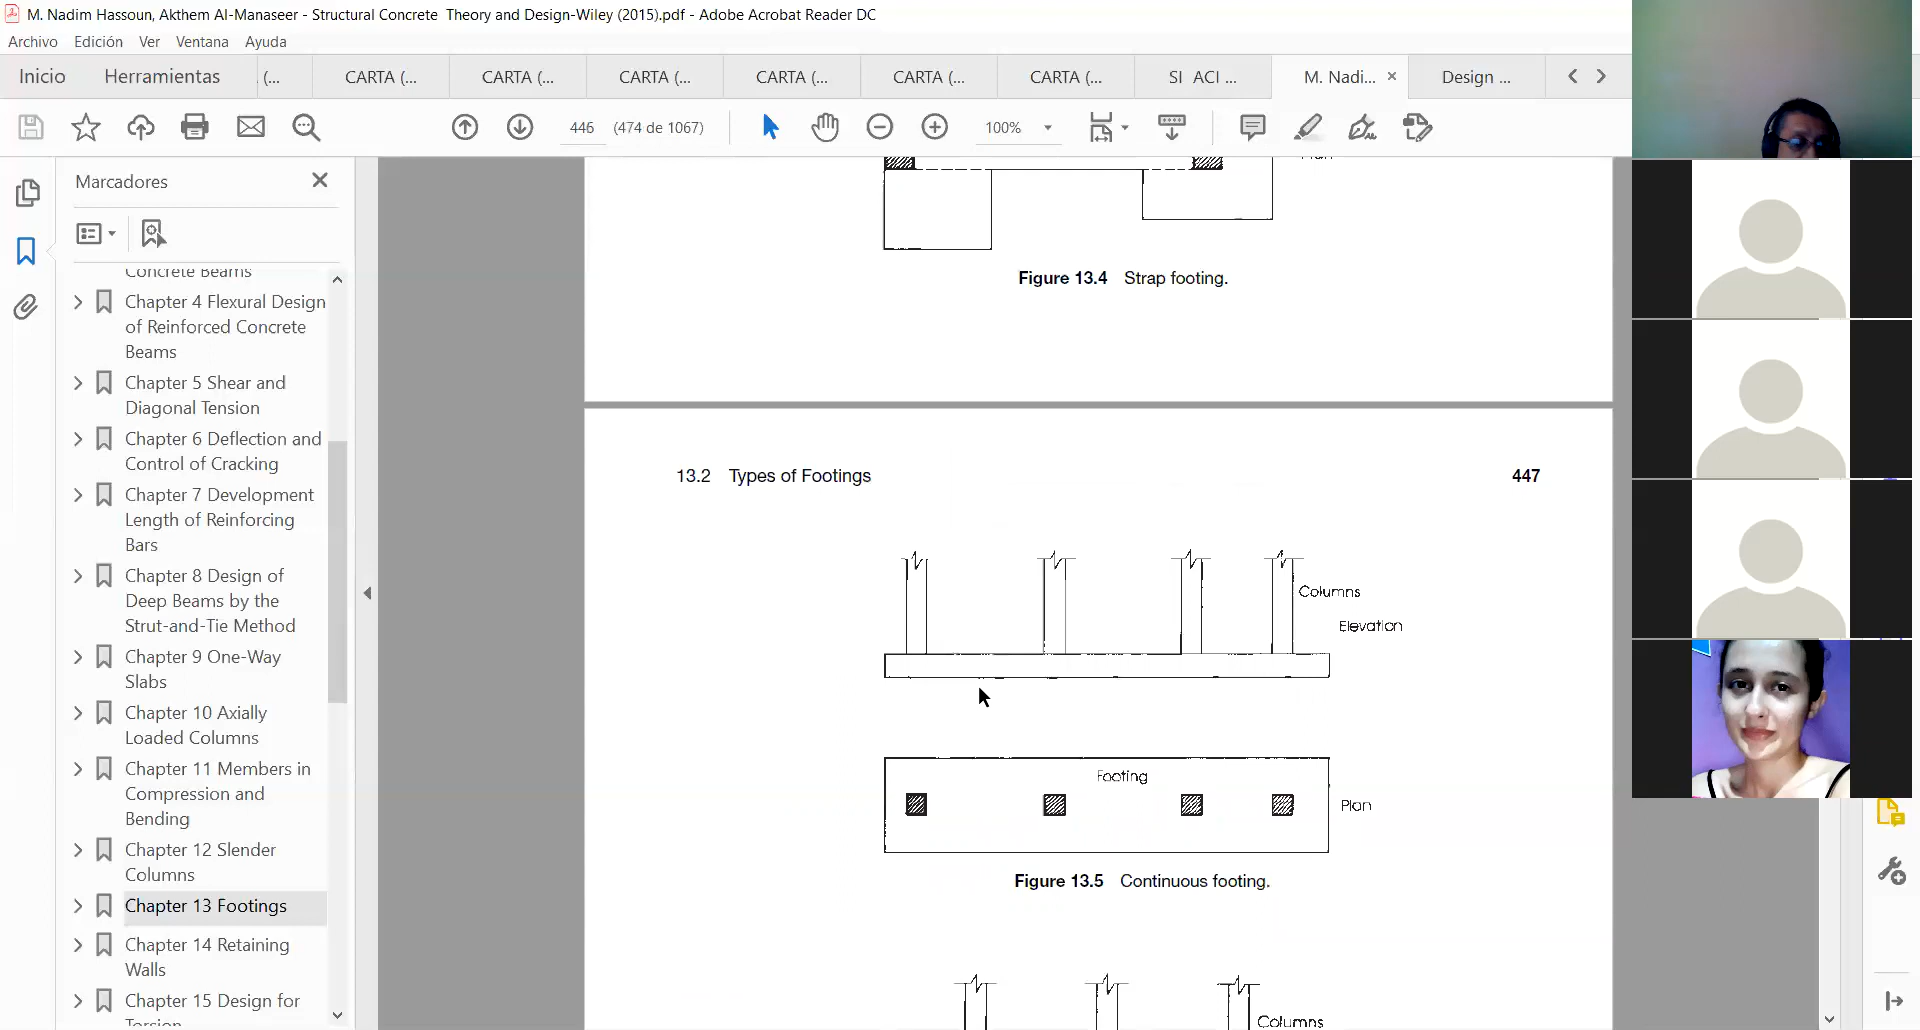 M. Nadim Hassoun, Akthem Al-Manaseer - Structural Concrete Theory and Design-Wiley (2015).pdf - Adobe Acrobat Reader DC
Archivo Edición Ver Ventana Ayuda
Inicio Herramientas (... CARTA (... CARTA (... CARTA (... CARTA (... CARTA (... CARTA (... SI ACI ... M. Nadi... × Design ...
446 (474 de 1067) 100%
Marcadores
Concrete Beams
Chapter 4 Flexural Design
of Reinforced Concrete
Beams
Chapter 5 Shear and
Diagonal Tension
Chapter 6 Deflection and
Control of Cracking
Chapter 7 Development
Length of Reinforcing
Bars
Chapter 8 Design of
Deep Beams by the
Strut-and-Tie Method
Chapter 9 One-Way
Slabs
Chapter 10 Axially
Loaded Columns
Chapter 11 Members in
Compression and
Bending
Chapter 12 Slender
Columns
Chapter 13 Footings
Chapter 14 Retaining
Walls
Chapter 15 Design for
Torsion
Plan
Figure 13.4 Strap footing.
13.2 Types of Footings 447
Columns
Elevation
Footing
Plan
Figure 13.5 Continuous footing.
Columns